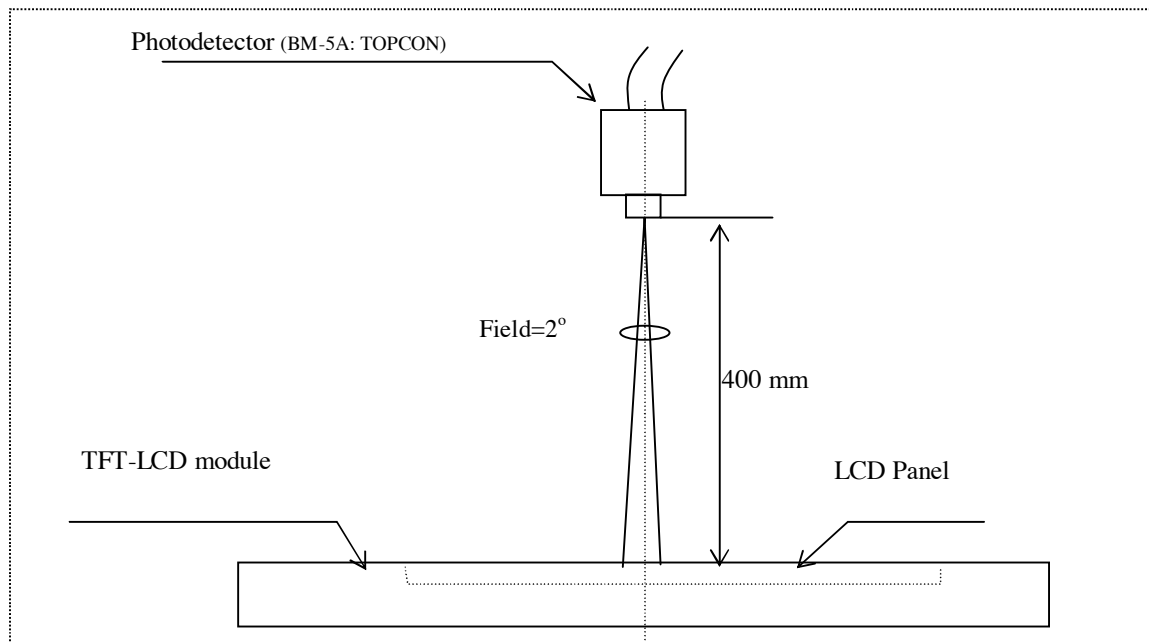 Photodetector (BM-5A: TOPCON)
Field=2°
400 mm
TFT-LCD module
LCD Panel